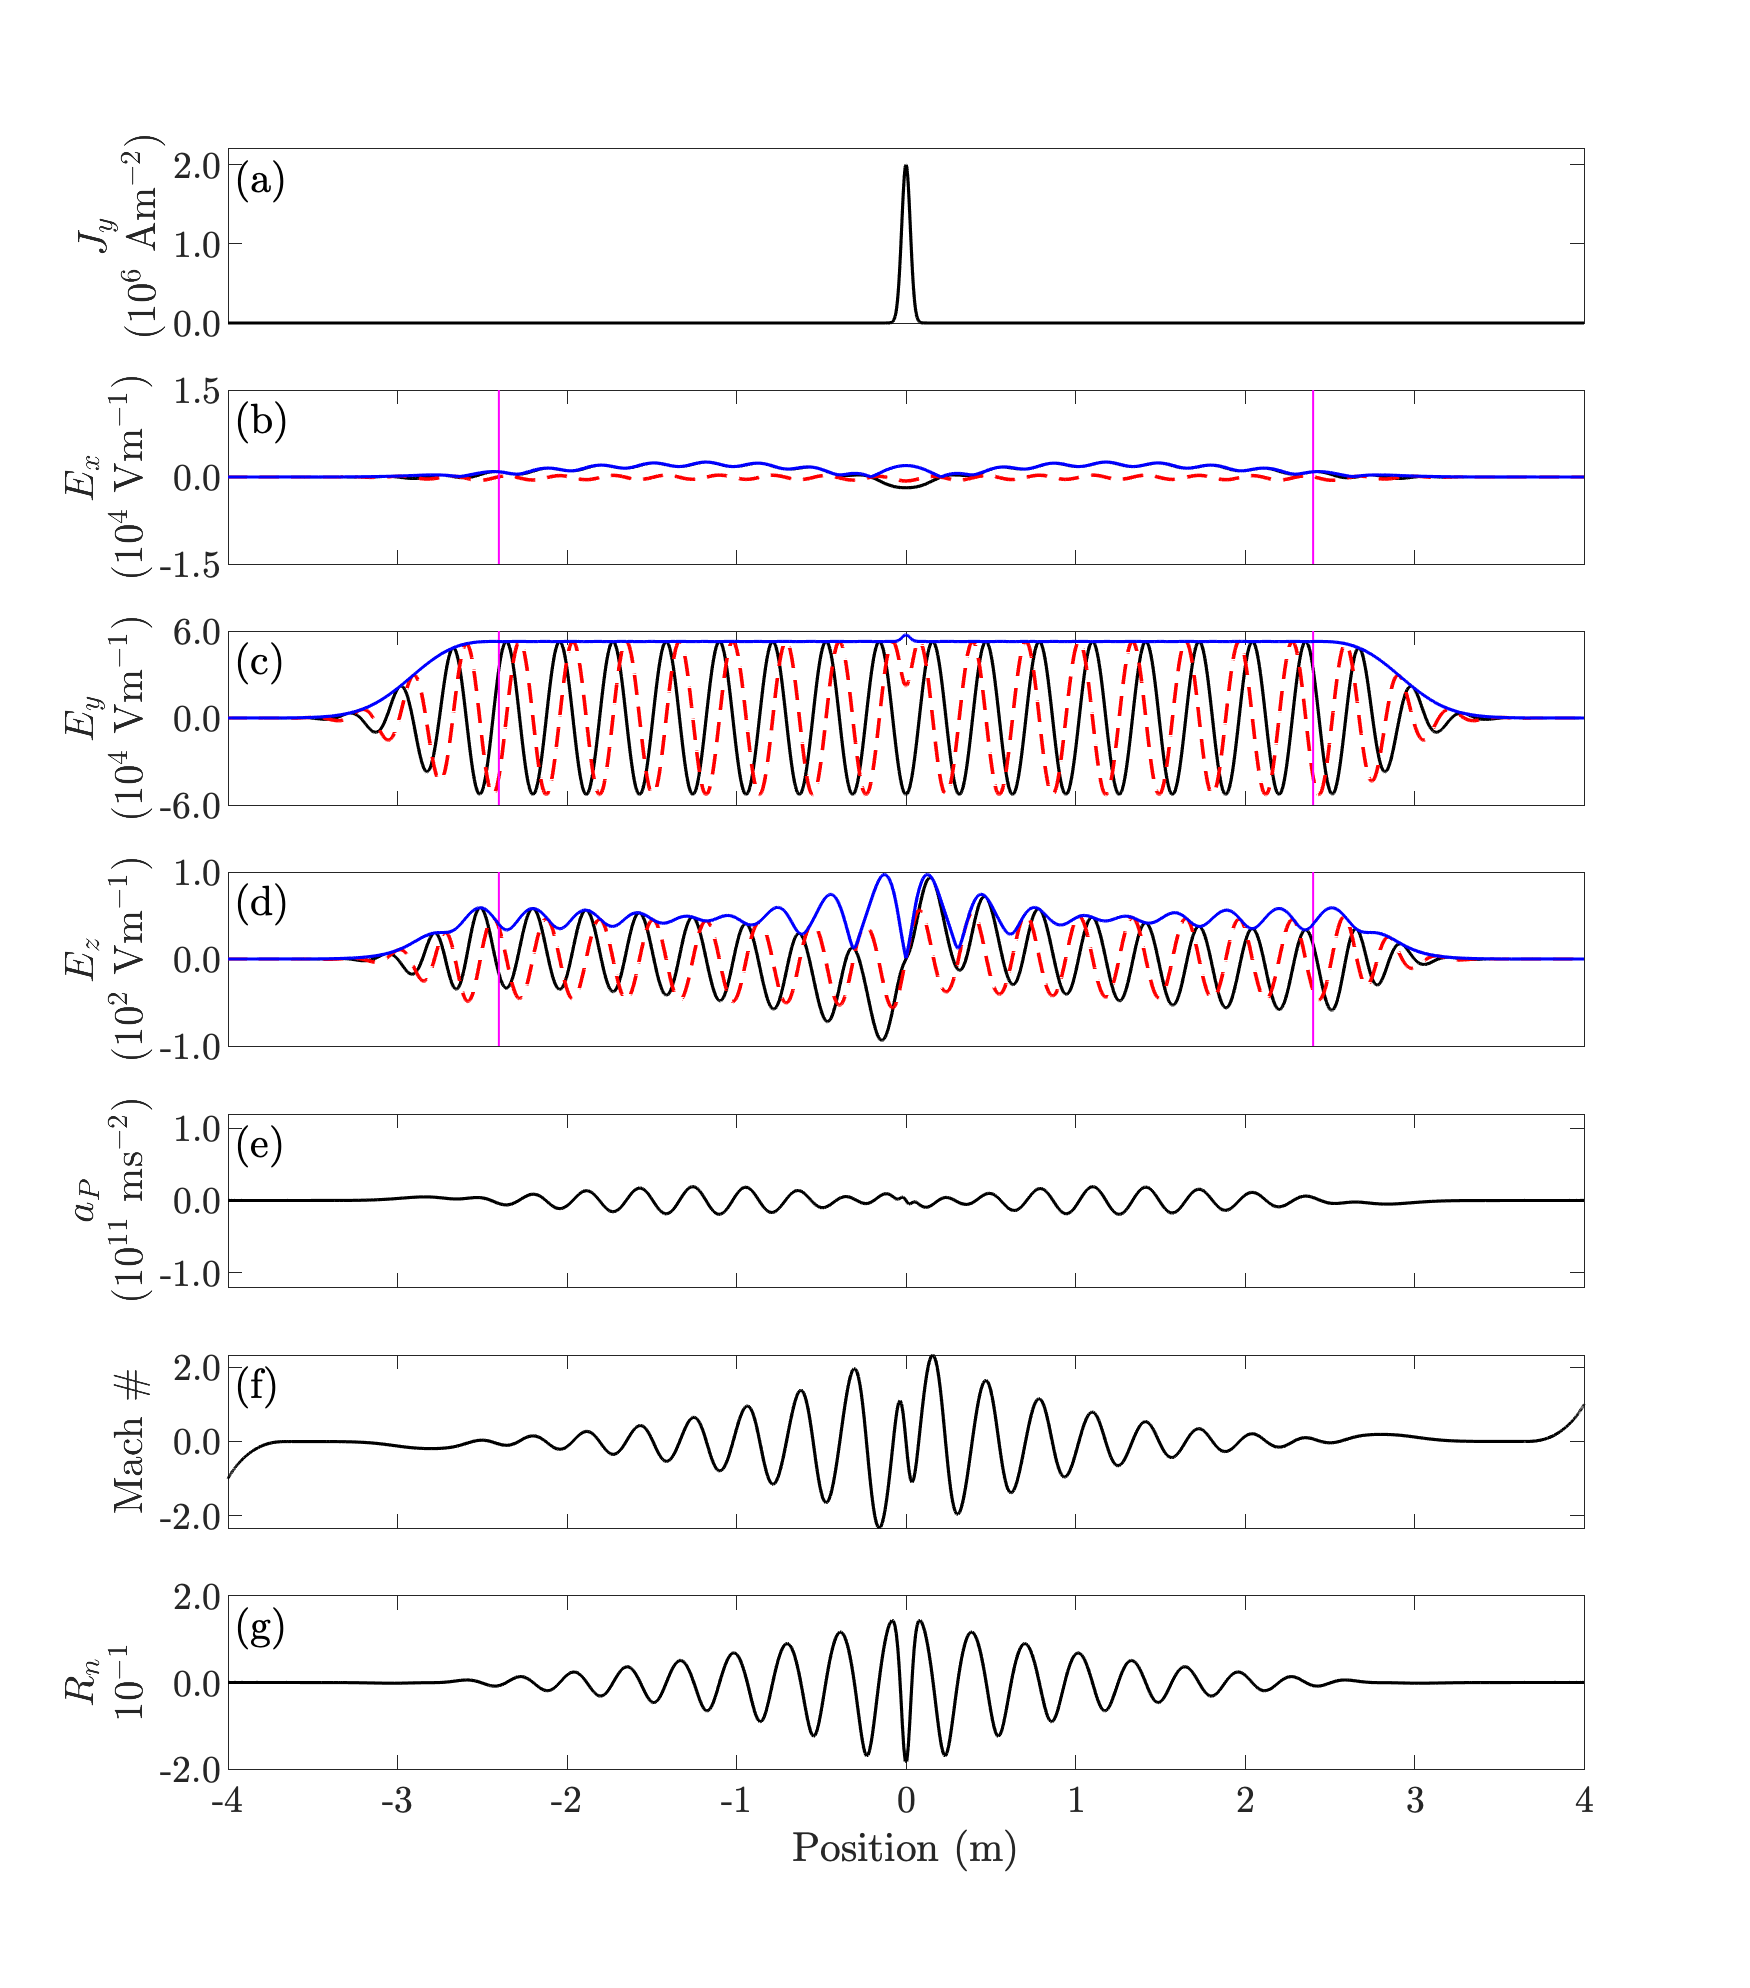 (a)
J_y
(10^6 Am^−2)
2.0
1.0
0.0
(b)
E_x
(10^4 Vm^−1)
1.5
0.0
-1.5
(c)
E_y
(10^4 Vm^−1)
6.0
0.0
-6.0
(d)
E_z
(10^2 Vm^−1)
1.0
0.0
-1.0
(e)
a_P
(10^11 ms^−2)
1.0
0.0
-1.0
(f)
Mach #
2.0
0.0
-2.0
(g)
R_n
10^−1
2.0
0.0
-2.0
-4 -3 -2 -1 0 1 2 3 4
Position (m)